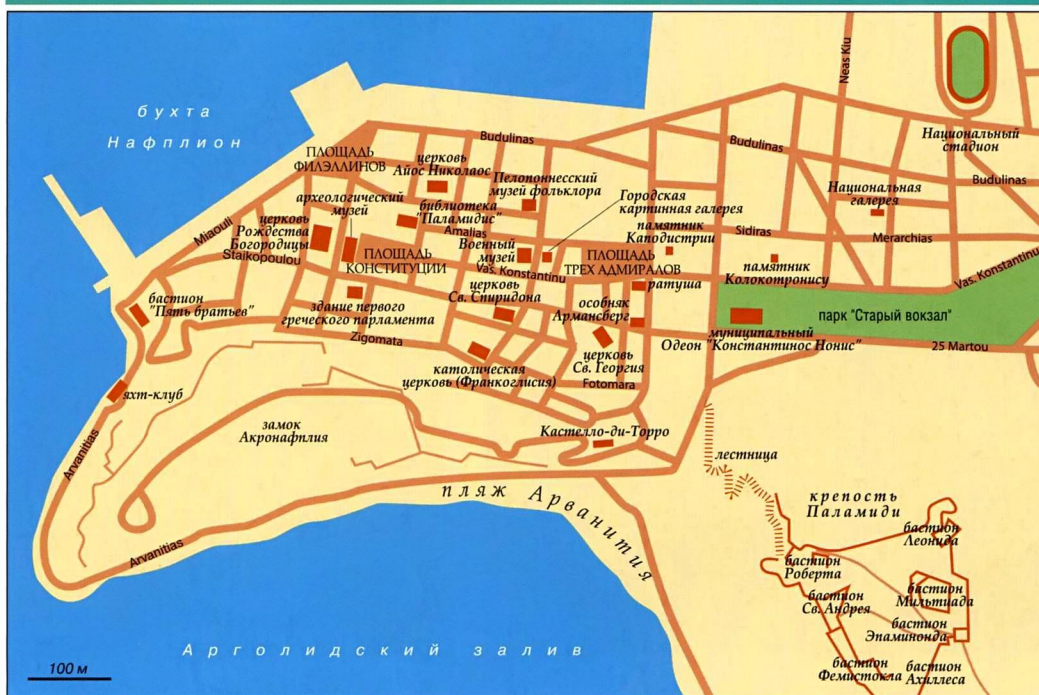 бухта
Нафплион
Neas Kiu
Национальный
стадион
Budulinas
Budulinas
Budulinas
ПЛОЩАДЬ
ФИЛЭЛЛИНОВ
церковь
Айос Николаос
Пелопоннесский
музей фольклора
археологический
музей
библиотека
"Паламидис"
Городская
картинная галерея
Национальная
галерея
Miaouli
церковь
Рождества
Богородицы
Staikopoulou
Amalias
Военный
музей
памятник
Каподистрии
Sidiras
Merarchias
ПЛОЩАДЬ
КОНСТИТУЦИИ
Vas. Konstantinu
ПЛОЩАДЬ
ТРЕХ АДМИРАЛОВ
памятник
Колокотронису
Vas. Konstantinu
бастион
"Пять братьев"
здание первого
греческого парламента
церковь
Св. Спиридона
особняк
Армансберг
ратуша
парк "Старый вокзал"
муниципальный
Одеон "Константинос Нонис"
25 Martou
Zigomata
католическая
церковь (Франкоглисия)
церковь
Св. Георгия
Fotomara
яхт-клуб
замок
Акронафплия
Кастелло-ди-Торро
лестница
Arvanitias
Arvanitias
пляж Арванития
крепость
Паламиди
бастион
Леонида
бастион
Роберта
бастион
Св. Андрея
бастион
Мильтиада
бастион
Эпаминонда
бастион
Фемистокла
бастион
Ахиллеса
Арголидский залив
100 м